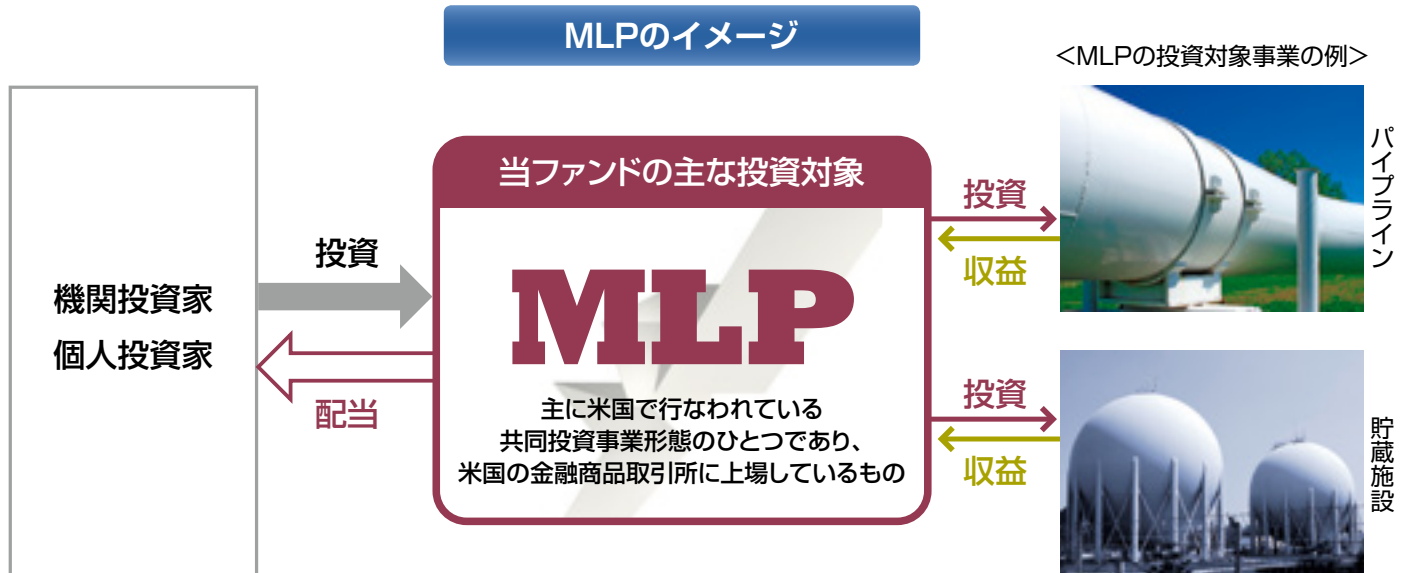 MLPのイメージ
<MLPの投資対象事業の例>
機関投資家
個人投資家
投資
配当
当ファンドの主な投資対象
MLP
主に米国で行なわれている
共同投資事業形態のひとつであり、
米国の金融商品取引所に上場しているもの
投資
収益
パイプライン
投資
収益
貯蔵施設